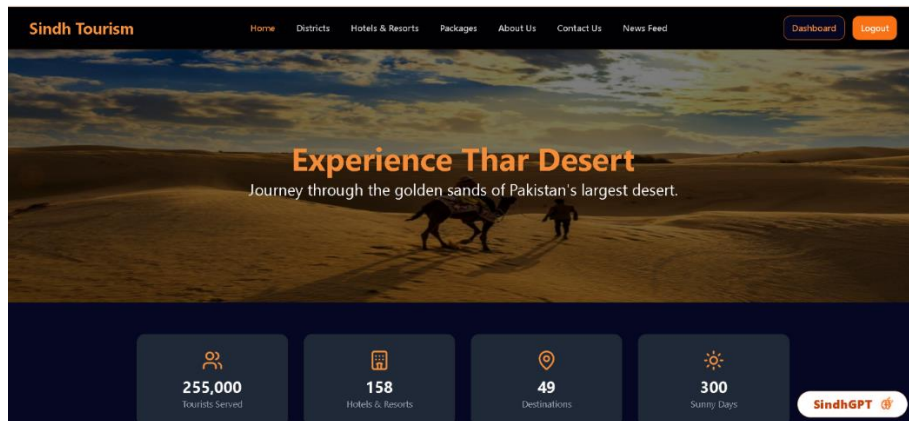 Sindh Tourism
Home Districts Hotels & Resorts Packages About Us Contact Us News Feed
Dashboard Logout
Experience Thar Desert
Journey through the golden sands of Pakistan's largest desert.
255,000 158 49 300
Tourists Served Hotels & Resorts Destinations Sunny Days
SindhGPT